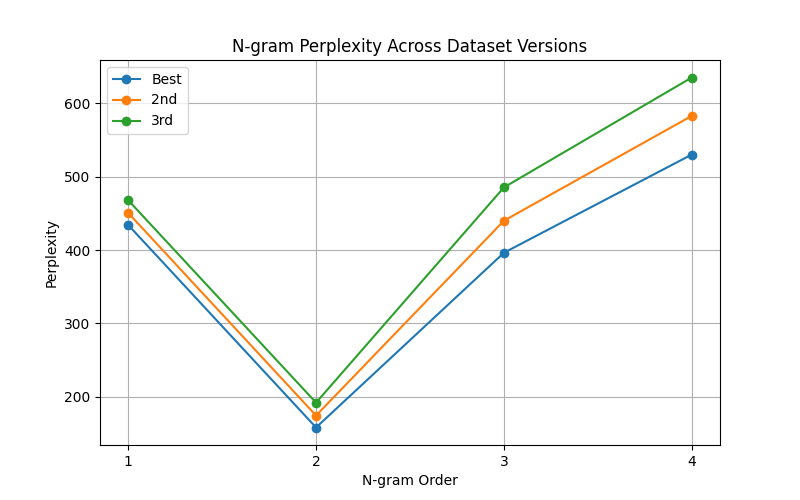 N-gram Perplexity Across Dataset Versions
Best
2nd
3rd
Perplexity
600
500
400
300
200
1 2 3 4
N-gram Order